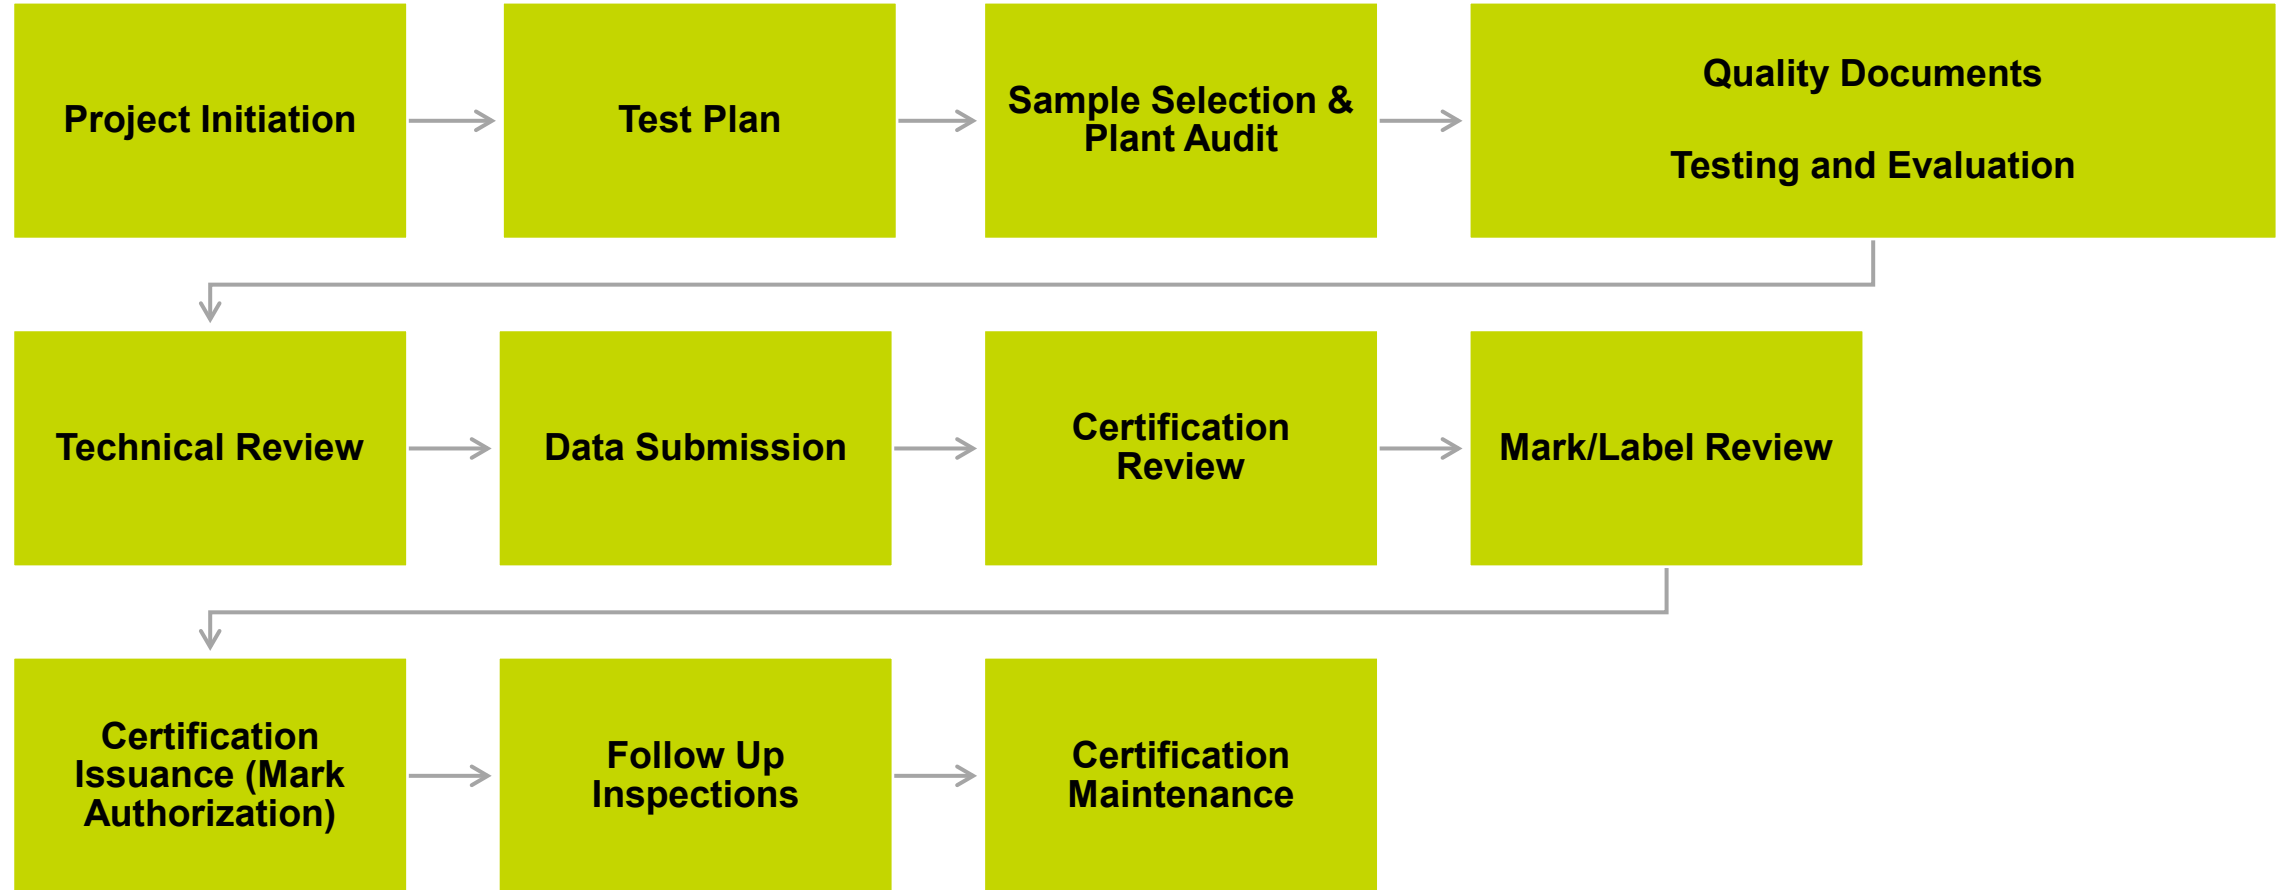 Project Initiation
Test Plan
Sample Selection &
Plant Audit
Quality Documents
Testing and Evaluation
Technical Review
Data Submission
Certification
Review
Mark/Label Review
Certification
Issuance (Mark
Authorization)
Follow Up
Inspections
Certification
Maintenance